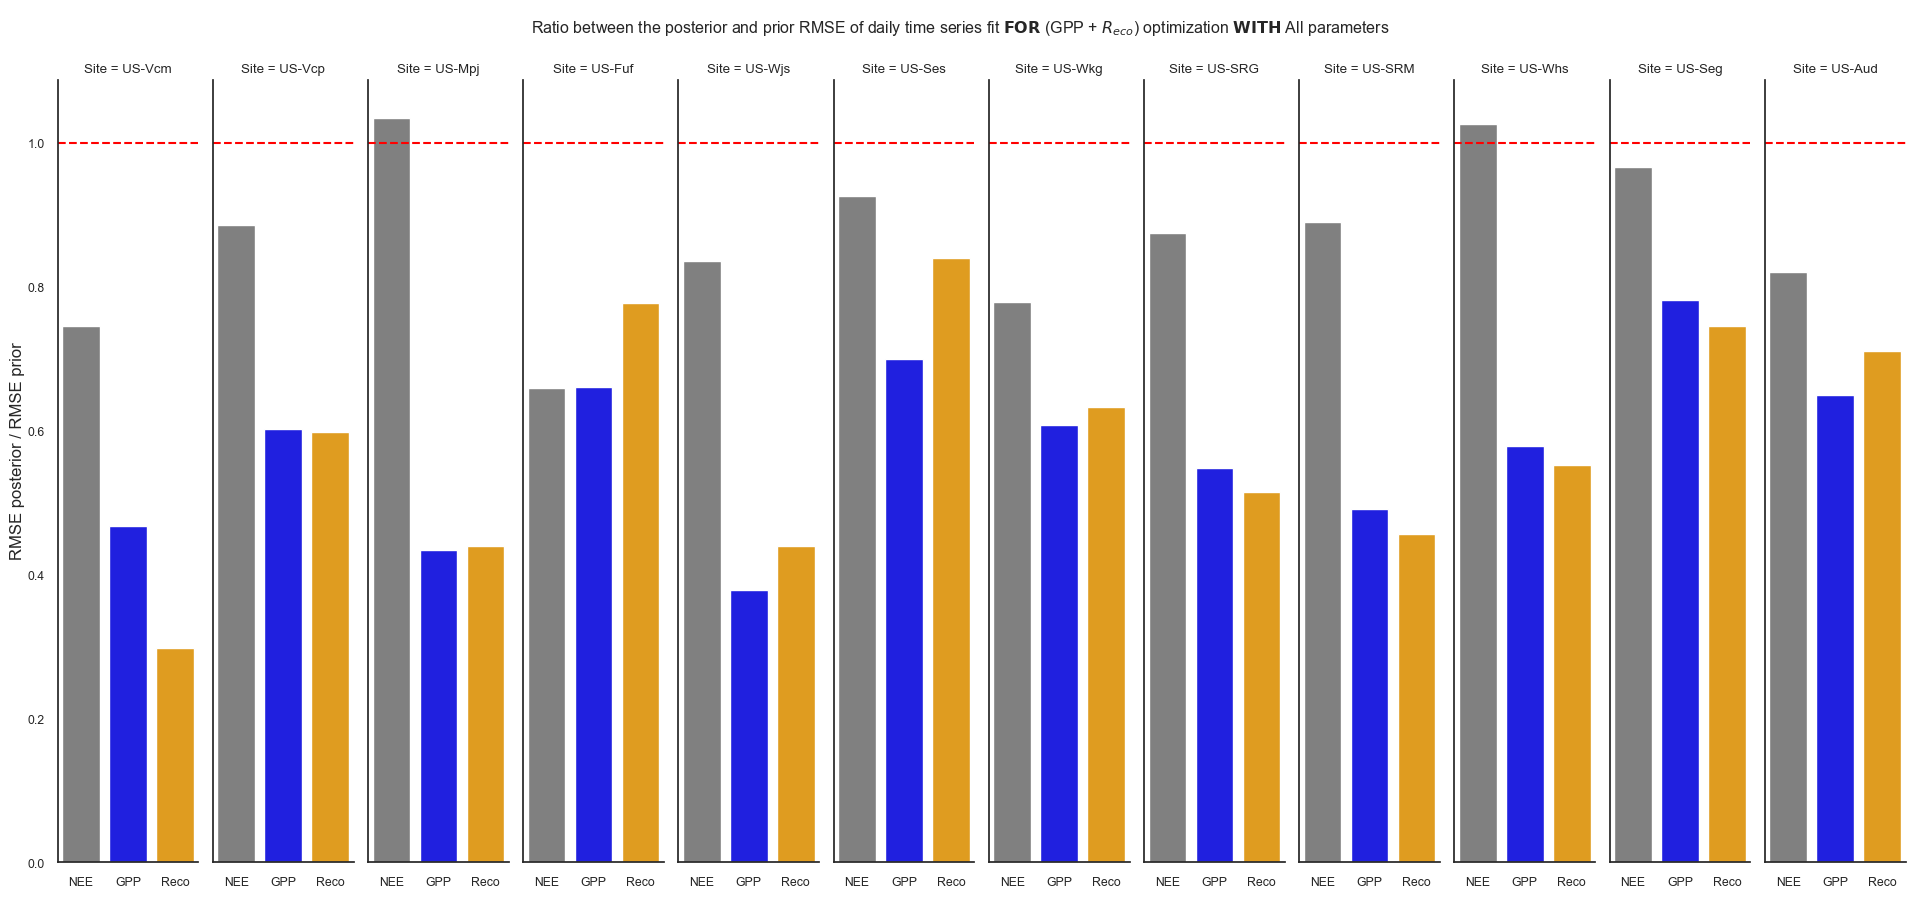 Ratio between the posterior and prior RMSE of daily time series fit FOR (GPP + R_eco) optimization WITH All parameters
Site = US-Vcm
Site = US-Vcp
Site = US-Mpj
Site = US-Fuf
Site = US-Wjs
Site = US-Ses
Site = US-Wkg
Site = US-SRG
Site = US-SRM
Site = US-Whs
Site = US-Seg
Site = US-Aud
RMSE posterior / RMSE prior
1.0
0.8
0.6
0.4
0.2
0.0
NEE GPP Reco
NEE GPP Reco
NEE GPP Reco
NEE GPP Reco
NEE GPP Reco
NEE GPP Reco
NEE GPP Reco
NEE GPP Reco
NEE GPP Reco
NEE GPP Reco
NEE GPP Reco
NEE GPP Reco